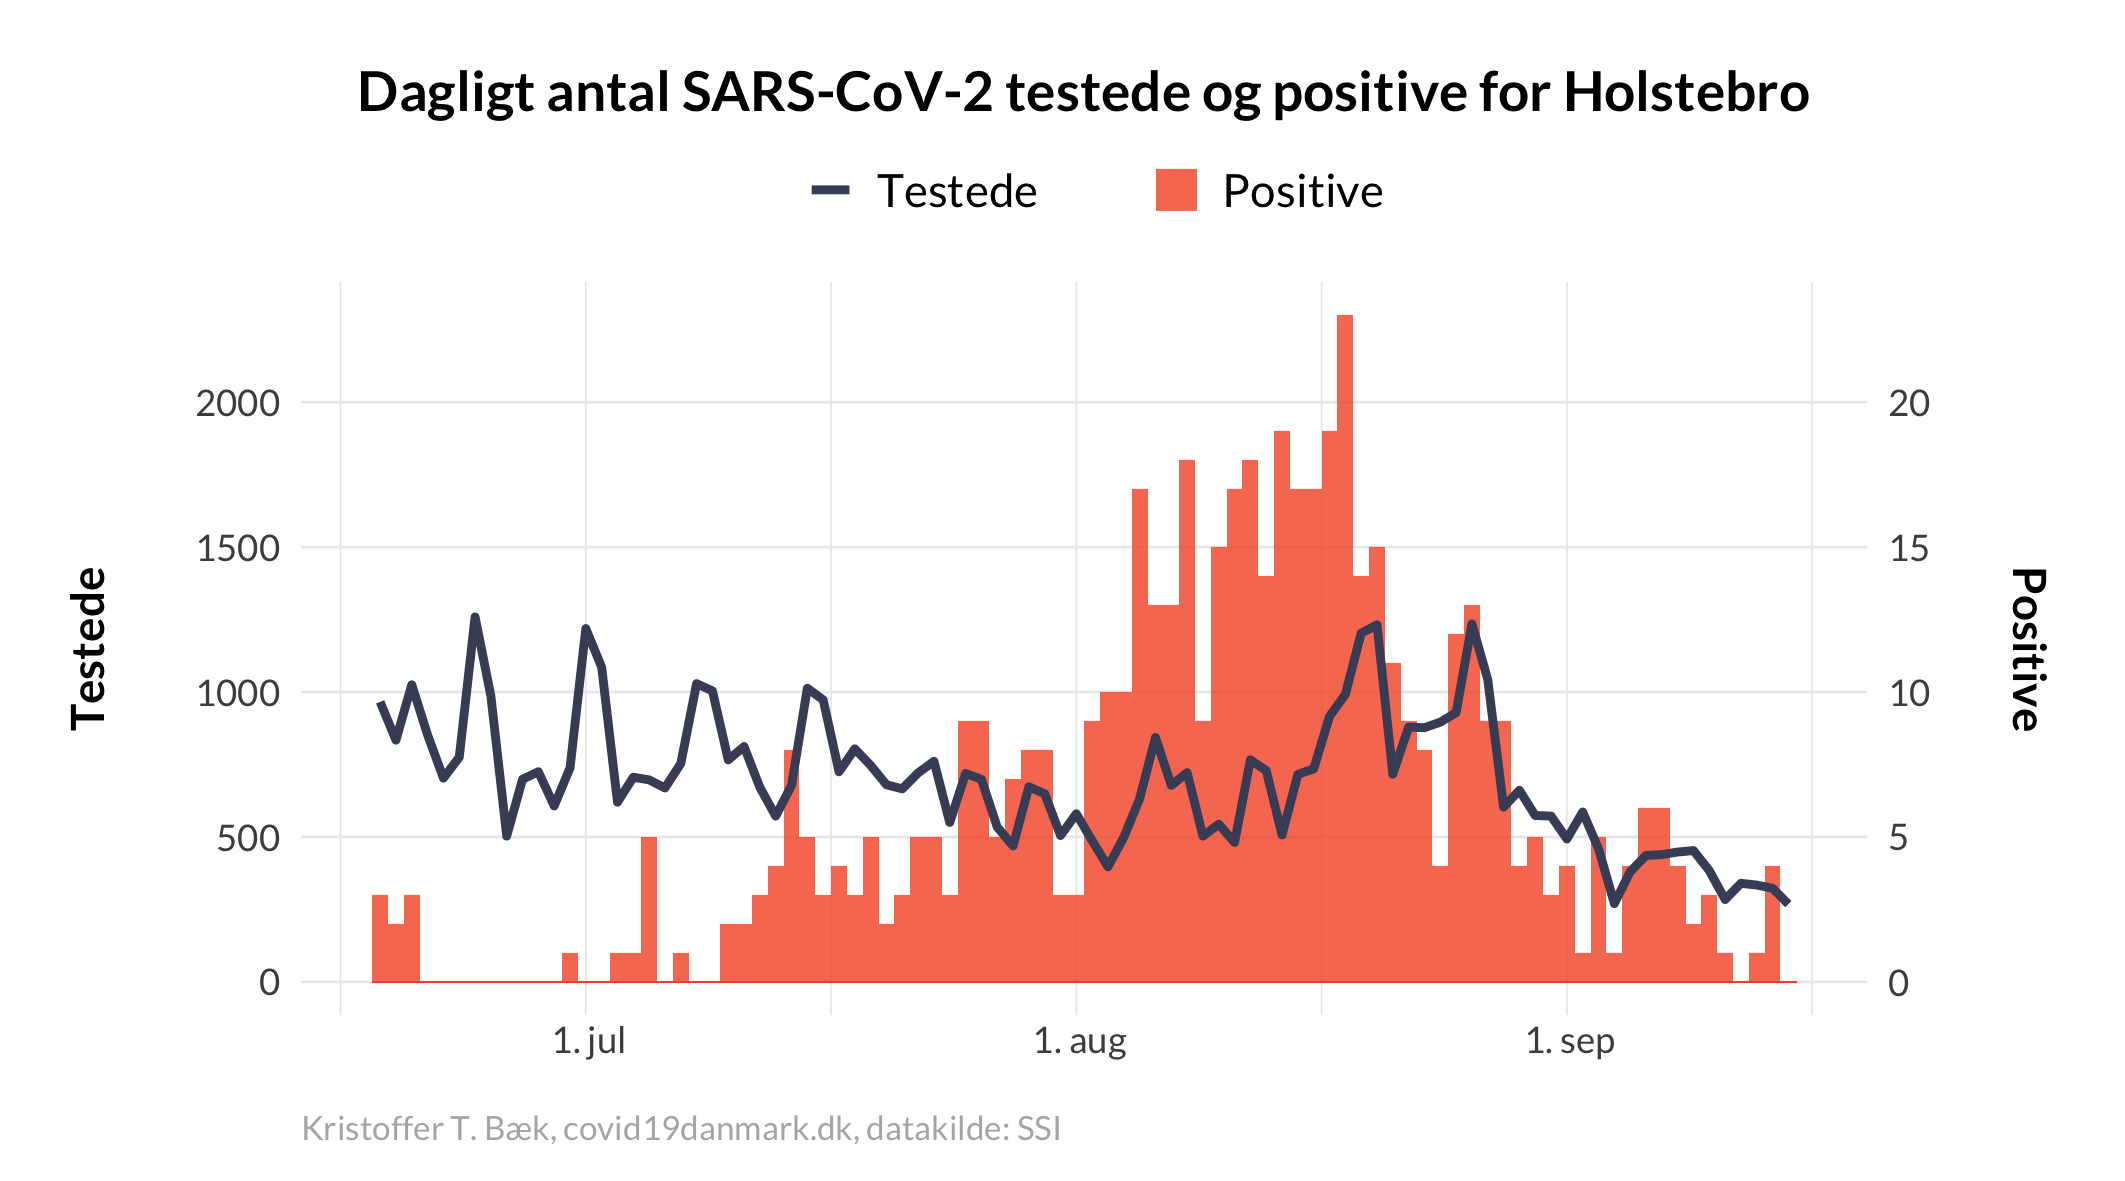 Dagligt antal SARS-CoV-2 testede og positive for Holstebro
Testede
Positive
2000
1500
1000
500
0
20
15
10
5
0
Testede
Positive
1. jul
1. aug
1. sep
Kristoffer T. Bæk, covid19danmark.dk, datakilde: SSI